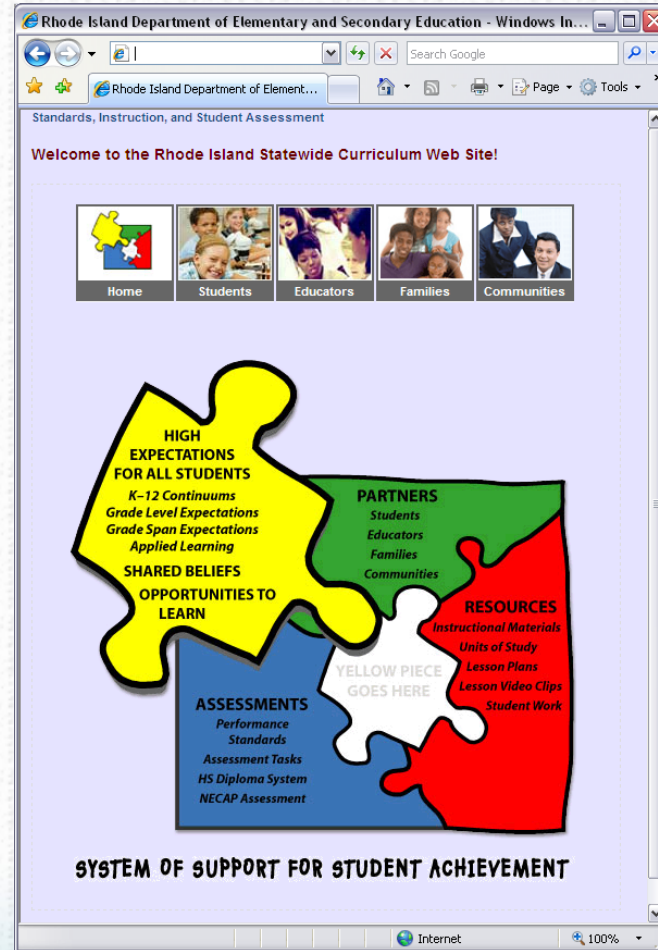 Rhode Island Department of Elementary and Secondary Education - Windows In...
Search Google
Rhode Island Department of Element...
Page
Tools
Standards, Instruction, and Student Assessment
Welcome to the Rhode Island Statewide Curriculum Web Site!
Home
Students
Educators
Families
Communities
HIGH
EXPECTATIONS
FOR ALL STUDENTS
K–12 Continuums
Grade Level Expectations
Grade Span Expectations
Applied Learning
SHARED BELIEFS
OPPORTUNITIES TO
LEARN
PARTNERS
Students
Educators
Families
Communities
RESOURCES
Instructional Materials
Units of Study
Lesson Plans
Lesson Video Clips
Student Work
YELLOW PIECE
GOES HERE
ASSESSMENTS
Performance
Standards
Assessment Tasks
HS Diploma System
NECAP Assessment
SYSTEM OF SUPPORT FOR STUDENT ACHIEVEMENT
Internet
100%